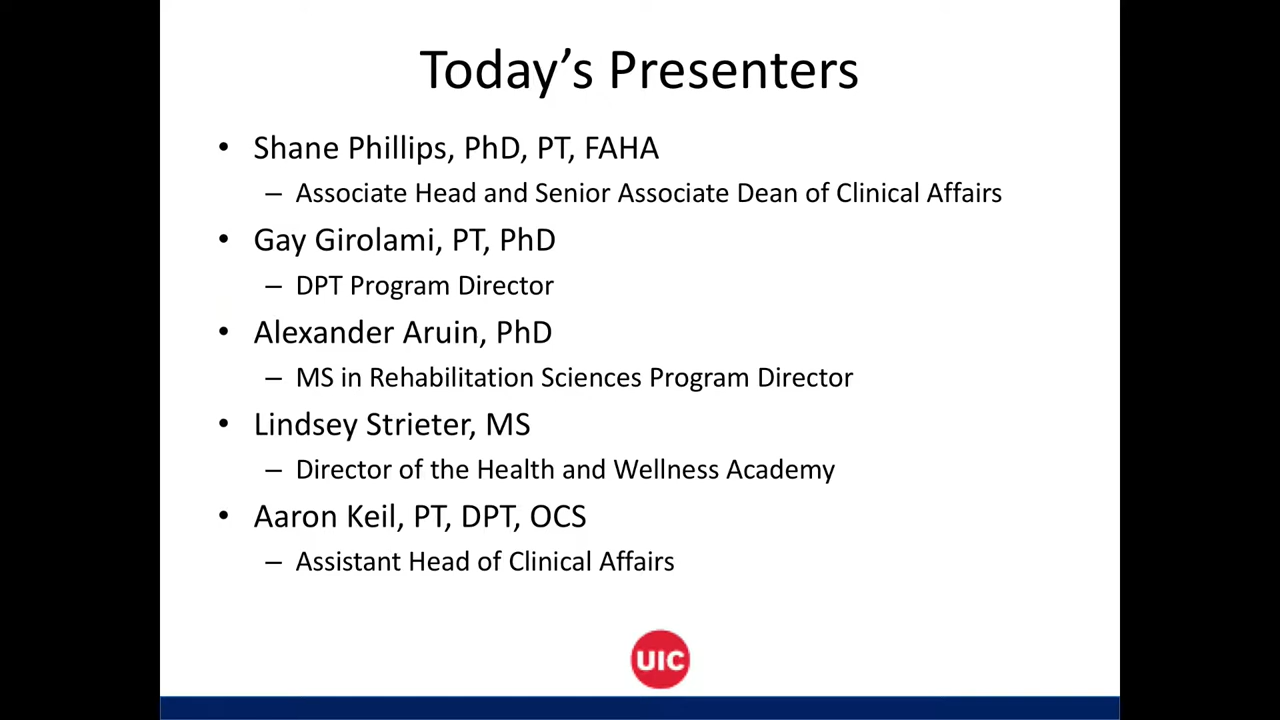 Today’s Presenters
• Shane Phillips, PhD, PT, FAHA
– Associate Head and Senior Associate Dean of Clinical Affairs
• Gay Girolami, PT, PhD
– DPT Program Director
• Alexander Aruin, PhD
– MS in Rehabilitation Sciences Program Director
• Lindsey Strieter, MS
– Director of the Health and Wellness Academy
• Aaron Keil, PT, DPT, OCS
– Assistant Head of Clinical Affairs
UIC